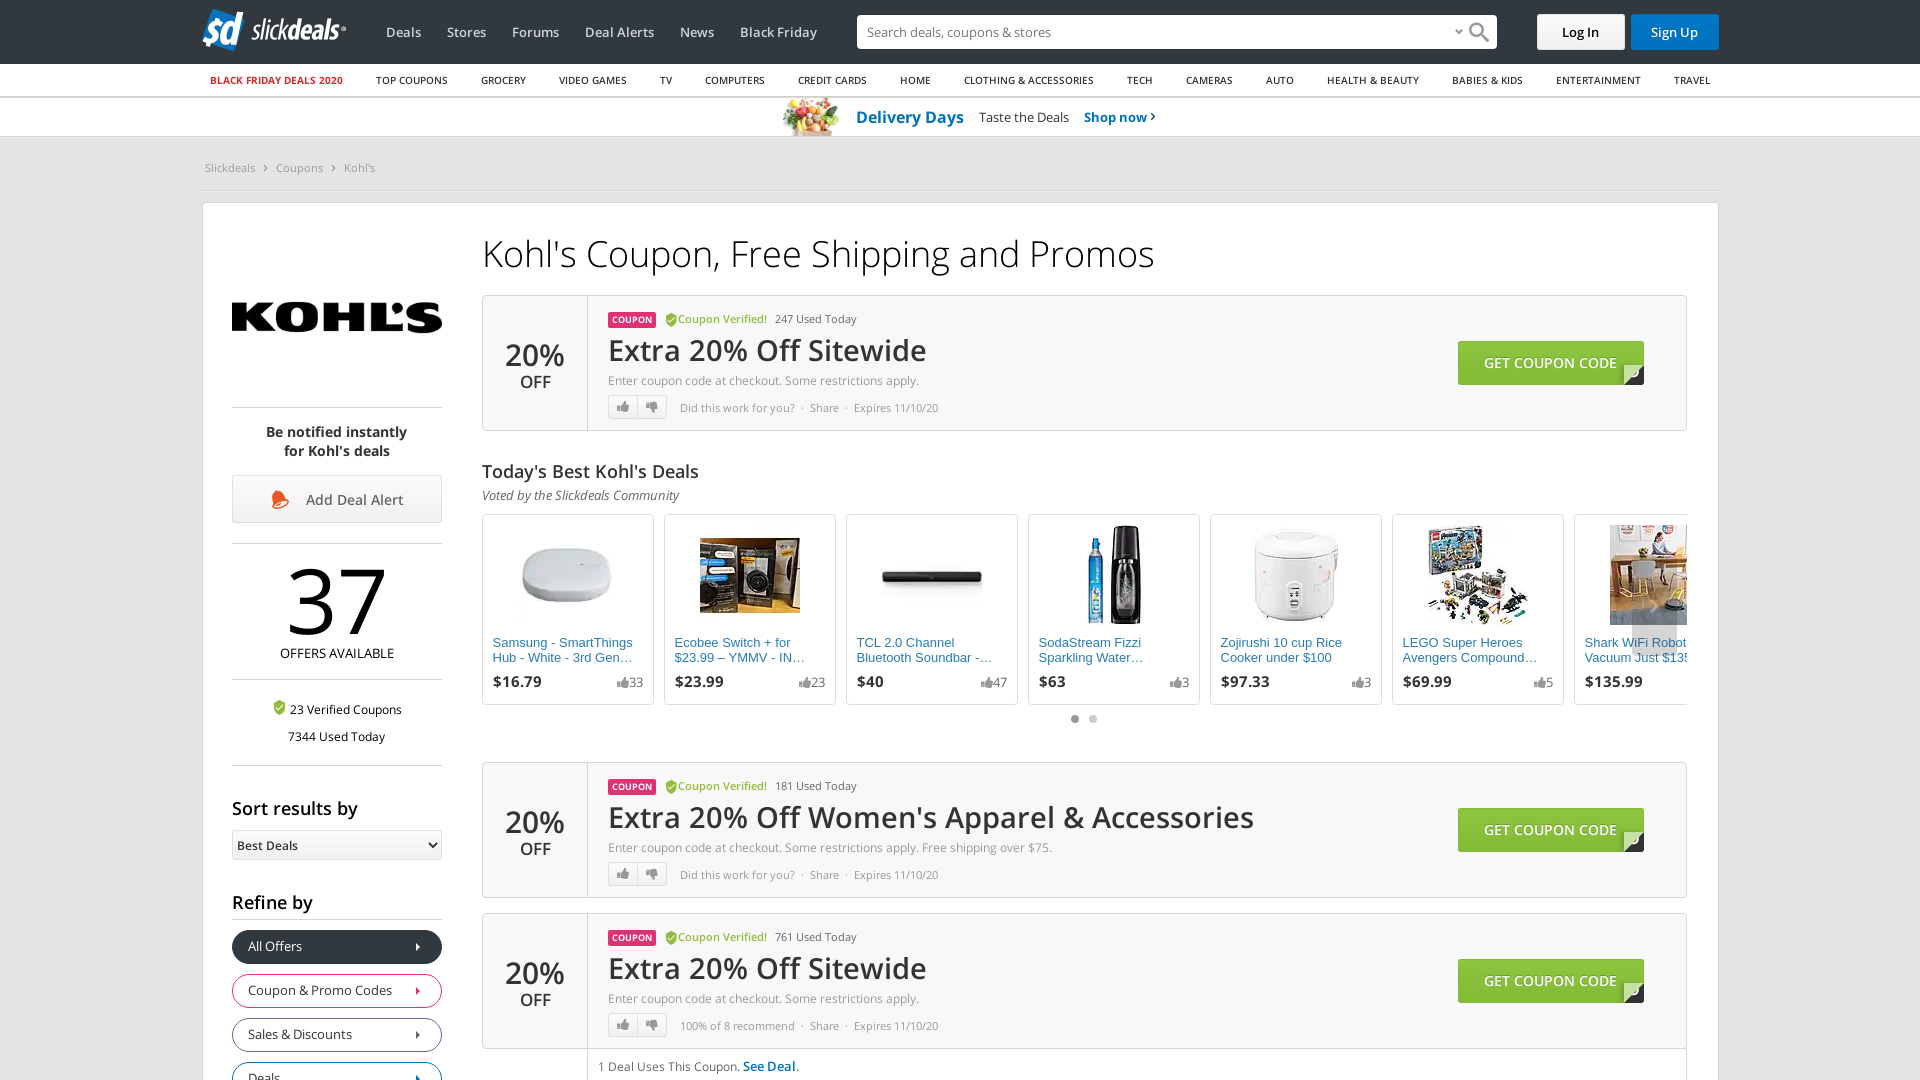 slickdeals
Deals Stores Forums Deal Alerts News Black Friday
Search deals, coupons & stores
Log In
Sign Up
BLACK FRIDAY DEALS 2020 TOP COUPONS GROCERY VIDEO GAMES TV COMPUTERS CREDIT CARDS HOME CLOTHING & ACCESSORIES TECH CAMERAS AUTO HEALTH & BEAUTY BABIES & KIDS ENTERTAINMENT TRAVEL
Delivery Days Taste the Deals Shop now
Slickdeals Coupons Kohl's
KOHL'S
Be notified instantly
for Kohl's deals
Add Deal Alert
37
OFFERS AVAILABLE
23 Verified Coupons
7344 Used Today
Sort results by
Best Deals
Refine by
All Offers
Coupon & Promo Codes
Sales & Discounts
Deals
Kohl's Coupon, Free Shipping and Promos
20%
OFF
COUPON Coupon Verified! 247 Used Today
Extra 20% Off Sitewide
Enter coupon code at checkout. Some restrictions apply.
Did this work for you? · Share · Expires 11/10/20
GET COUPON CODE
Today's Best Kohl's Deals
Voted by the Slickdeals Community
Samsung - SmartThings
Hub - White - 3rd Gen…
$16.79 33
Ecobee Switch + for
$23.99 – YMMV - IN…
$23.99 23
TCL 2.0 Channel
Bluetooth Soundbar -…
$40 47
SodaStream Fizzi
Sparkling Water…
$63 3
Zojirushi 10 cup Rice
Cooker under $100
$97.33 3
LEGO Super Heroes
Avengers Compound…
$69.99 5
Shark WiFi Robot
Vacuum Just $135
$135.99
20%
OFF
COUPON Coupon Verified! 181 Used Today
Extra 20% Off Women's Apparel & Accessories
Enter coupon code at checkout. Some restrictions apply. Free shipping over $75.
Did this work for you? · Share · Expires 11/10/20
GET COUPON CODE
20%
OFF
COUPON Coupon Verified! 761 Used Today
Extra 20% Off Sitewide
Enter coupon code at checkout. Some restrictions apply.
100% of 8 recommend · Share · Expires 11/10/20
GET COUPON CODE
1 Deal Uses This Coupon. See Deal.